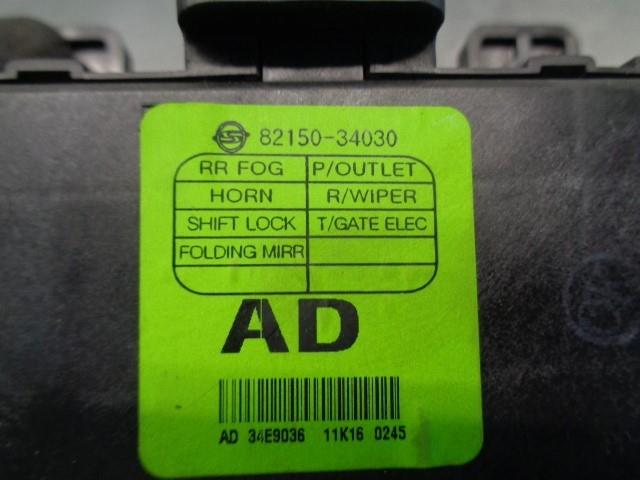 82150-34030
RR FOG P/OUTLET
HORN R/WIPER
SHIFT LOCK T/GATE ELEC
FOLDING MIRR
AD
AD 34E9036 11K16 0245